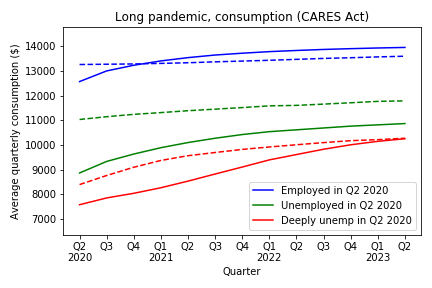 Long pandemic, consumption (CARES Act)
Average quarterly consumption ($)
14000
13000
12000
11000
10000
9000
8000
7000
Employed in Q2 2020
Unemployed in Q2 2020
Deeply unemp in Q2 2020
Q2 Q3 Q4 Q1 Q2 Q3 Q4 Q1 Q2 Q3 Q4 Q1 Q2
2020 2021 2022 2023
Quarter